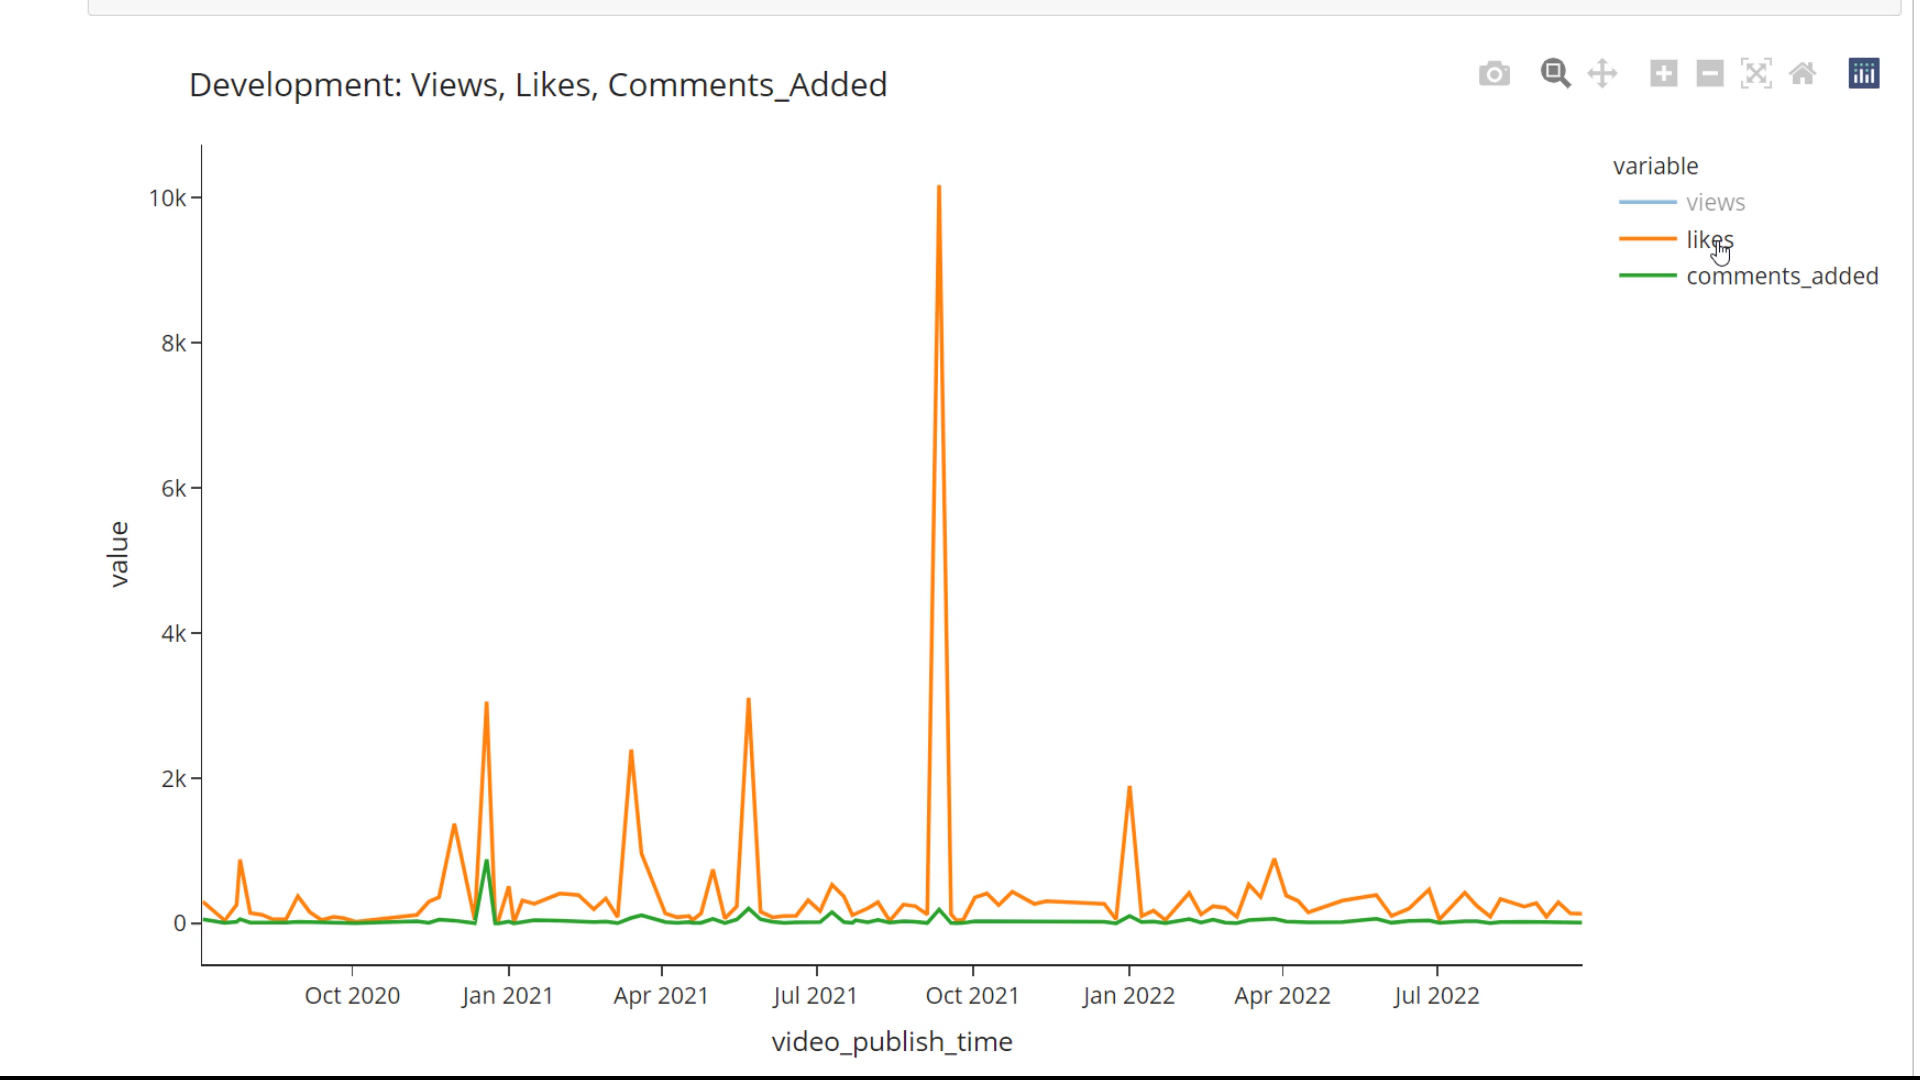 Development: Views, Likes, Comments_Added
variable
views
likes
comments_added
10k
8k
6k
4k
2k
0
value
Oct 2020 Jan 2021 Apr 2021 Jul 2021 Oct 2021 Jan 2022 Apr 2022 Jul 2022
video_publish_time